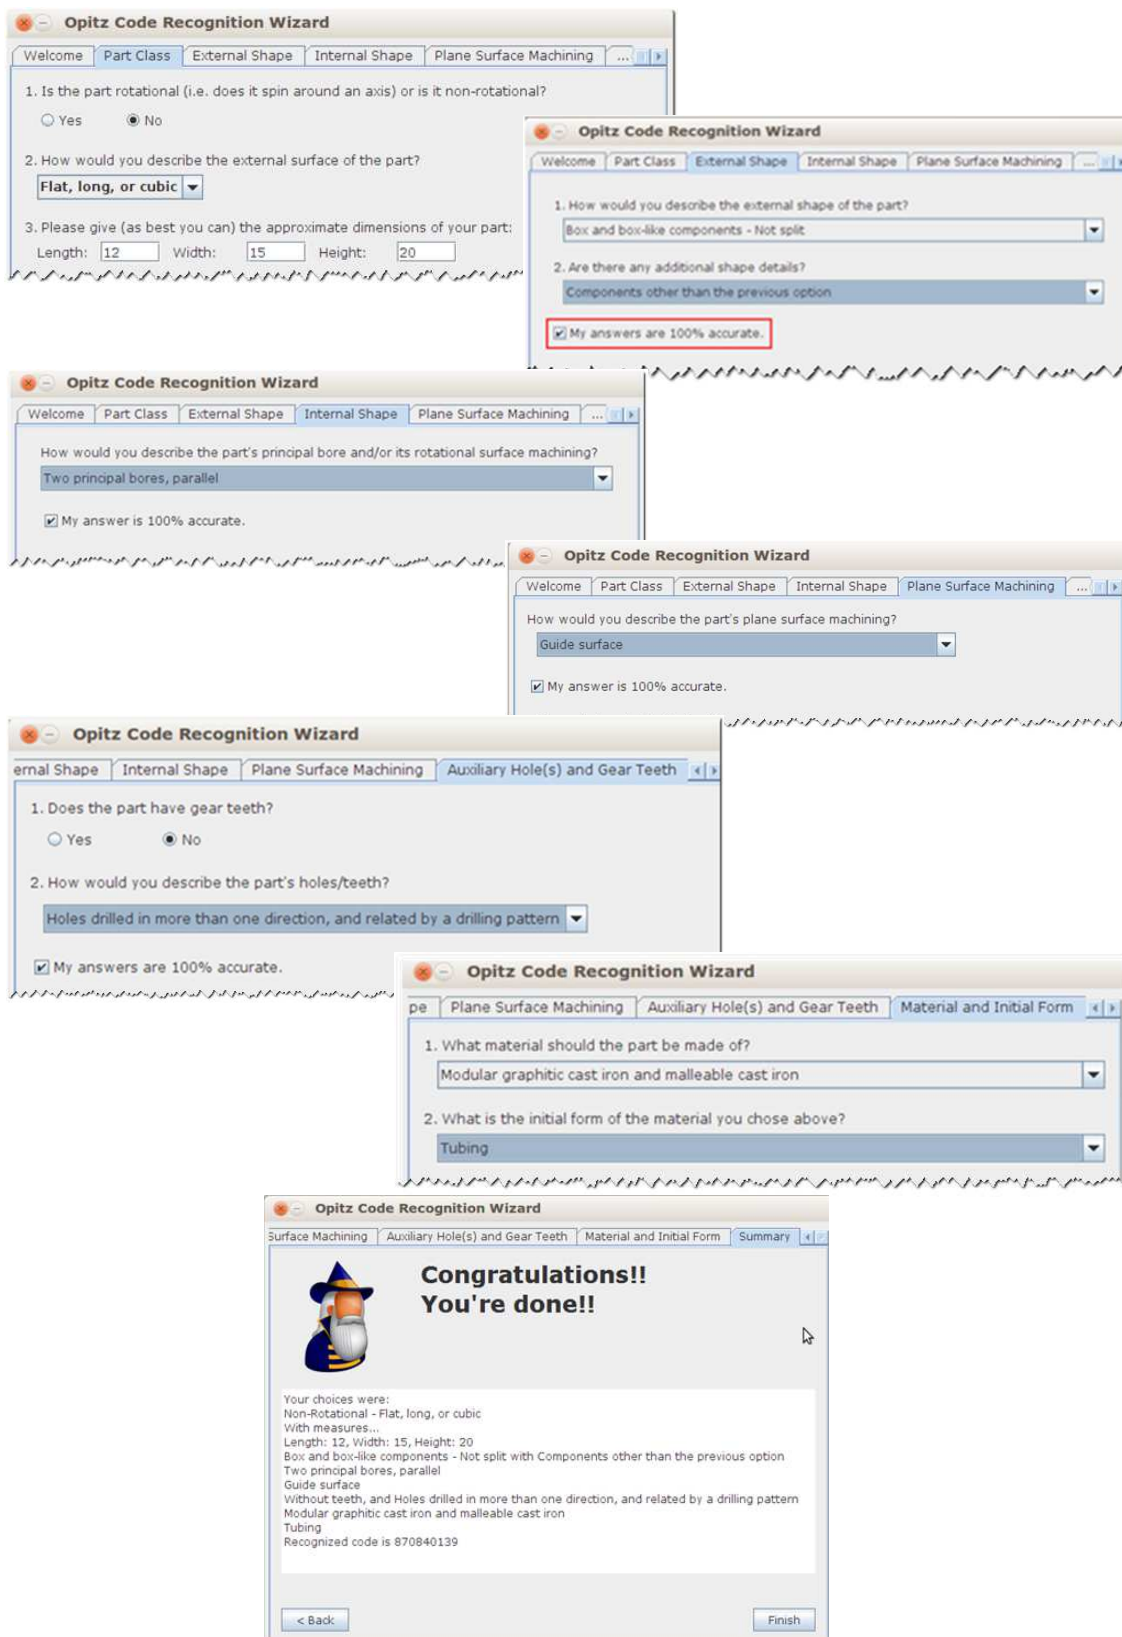 Opitz Code Recognition Wizard
Welcome Part Class External Shape Internal Shape Plane Surface Machining ...
1. Is the part rotational (i.e. does it spin around an axis) or is it non-rotational?
Yes No
2. How would you describe the external surface of the part?
Flat, long, or cubic
3. Please give (as best you can) the approximate dimensions of your part:
Length: 12 Width: 15 Height: 20
Opitz Code Recognition Wizard
Welcome Part Class External Shape Internal Shape Plane Surface Machining ...
1. How would you describe the external shape of the part?
Box and box-like components - Not split
2. Are there any additional shape details?
Components other than the previous option
My answers are 100% accurate.
Opitz Code Recognition Wizard
Welcome Part Class External Shape Internal Shape Plane Surface Machining ...
How would you describe the part's principal bore and/or its rotational surface machining?
Two principal bores, parallel
My answer is 100% accurate.
Opitz Code Recognition Wizard
Welcome Part Class External Shape Internal Shape Plane Surface Machining ...
How would you describe the part's plane surface machining?
Guide surface
My answer is 100% accurate.
Opitz Code Recognition Wizard
ernal Shape Internal Shape Plane Surface Machining Auxiliary Hole(s) and Gear Teeth
1. Does the part have gear teeth?
Yes No
2. How would you describe the part's holes/teeth?
Holes drilled in more than one direction, and related by a drilling pattern
My answers are 100% accurate.
Opitz Code Recognition Wizard
pe Plane Surface Machining Auxiliary Hole(s) and Gear Teeth Material and Initial Form
1. What material should the part be made of?
Modular graphitic cast iron and malleable cast iron
2. What is the initial form of the material you chose above?
Tubing
Opitz Code Recognition Wizard
Surface Machining Auxiliary Hole(s) and Gear Teeth Material and Initial Form Summary
Congratulations!!
You're done!!
Your choices were:
Non-Rotational - Flat, long, or cubic
With measures...
Length: 12, Width: 15, Height: 20
Box and box-like components - Not split with Components other than the previous option
Two principal bores, parallel
Guide surface
Without teeth, and Holes drilled in more than one direction, and related by a drilling pattern
Modular graphitic cast iron and malleable cast iron
Tubing
Recognized code is 870840139
< Back Finish